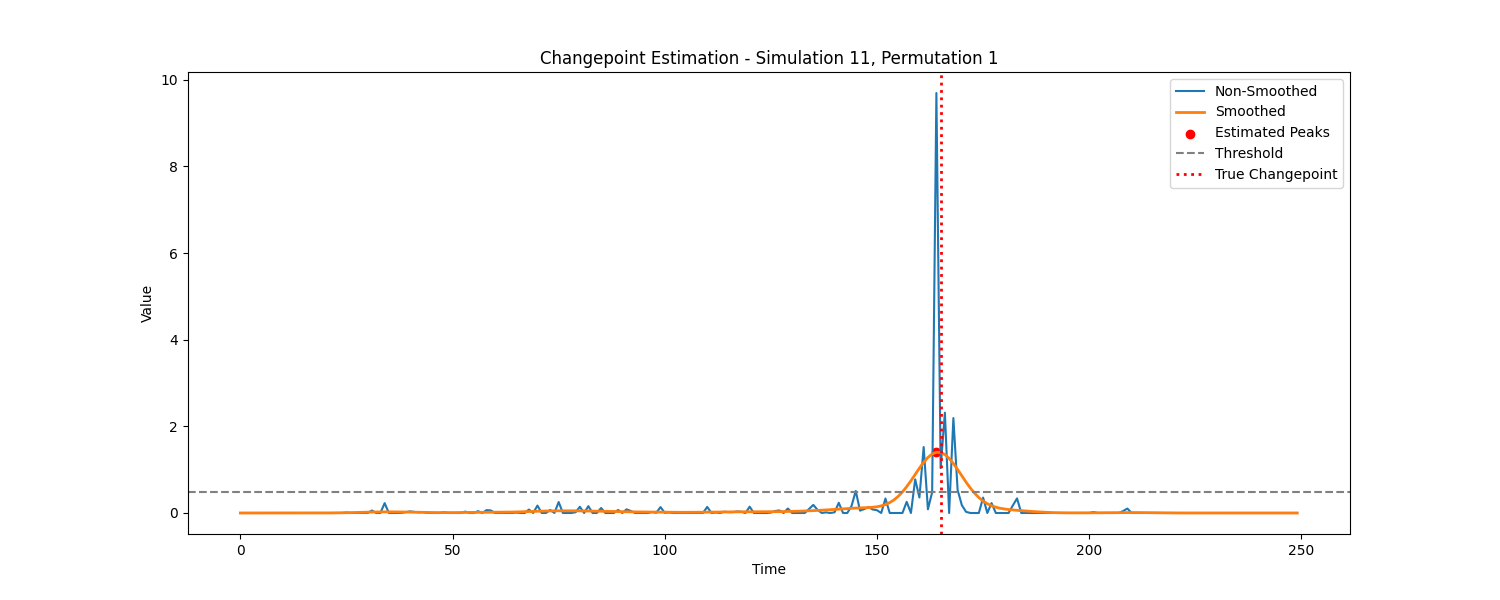 Changepoint Estimation - Simulation 11, Permutation 1
10
8
6
4
2
0
Value
0
50
100
150
200
250
Time
Non-Smoothed
Smoothed
Estimated Peaks
Threshold
True Changepoint